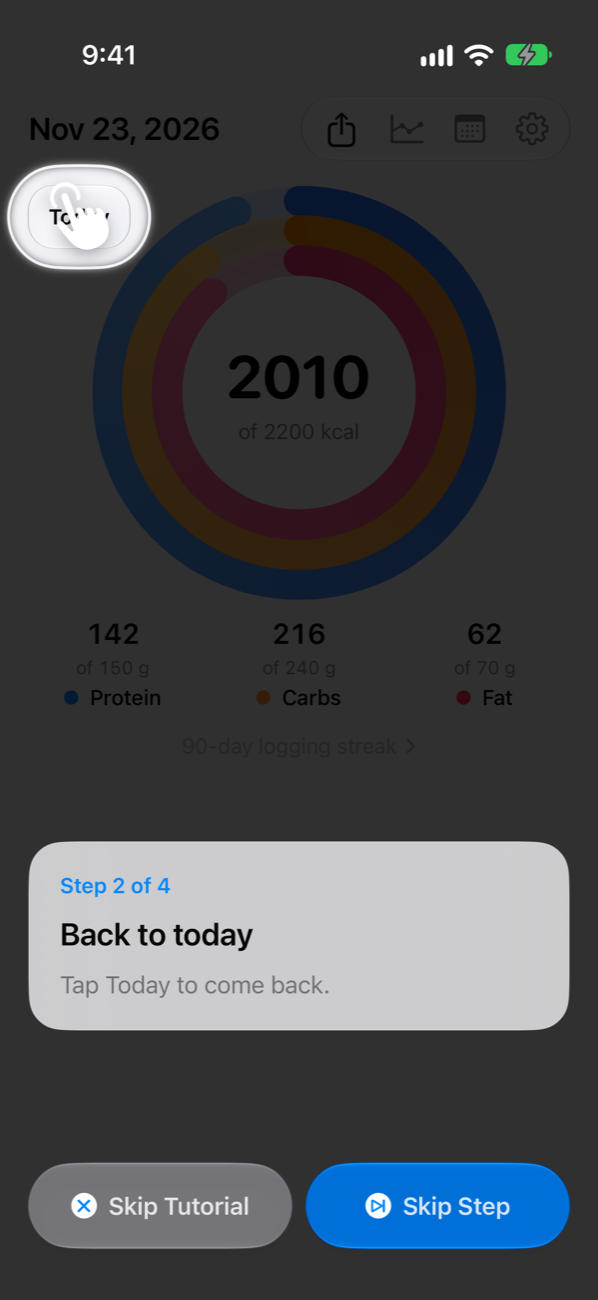 9:41
Nov 23, 2026
2010
of 2200 kcal
142
of 150 g
Protein
216
of 240 g
Carbs
62
of 70 g
Fat
90-day logging streak
Step 2 of 4
Back to today
Tap Today to come back.
Skip Tutorial
Skip Step